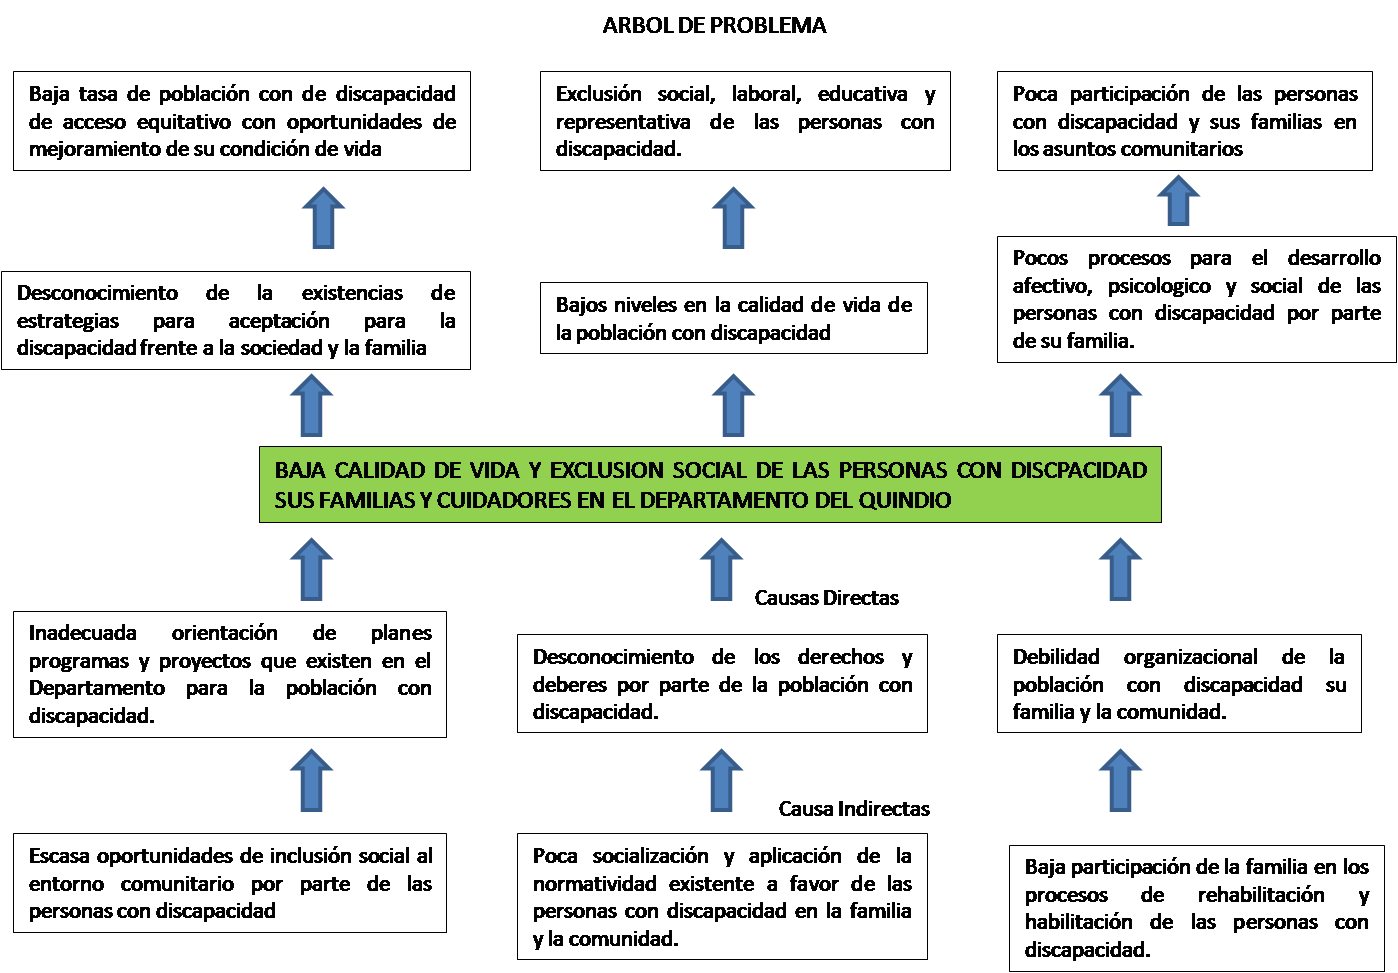 ARBOL DE PROBLEMA
Baja tasa de población con de discapacidad
de acceso equitativo con oportunidades de
mejoramiento de su condición de vida
Exclusión social, laboral, educativa y
representativa de las personas con
discapacidad.
Poca participación de las personas
con discapacidad y sus familias en
los asuntos comunitarios
Desconocimiento de la existencias de
estrategias para aceptación para la
discapacidad frente a la sociedad y la familia
Bajos niveles en la calidad de vida de
la población con discapacidad
Pocos procesos para el desarrollo
afectivo, psicologico y social de las
personas con discapacidad por parte
de su familia.
BAJA CALIDAD DE VIDA Y EXCLUSION SOCIAL DE LAS PERSONAS CON DISCPACIDAD
SUS FAMILIAS Y CUIDADORES EN EL DEPARTAMENTO DEL QUINDIO
Causas Directas
Inadecuada orientación de planes
programas y proyectos que existen en el
Departamento para la población con
discapacidad.
Desconocimiento de los derechos y
deberes por parte de la población con
discapacidad.
Debilidad organizacional de la
población con discapacidad su
familia y la comunidad.
Causa Indirectas
Escasa oportunidades de inclusión social al
entorno comunitario por parte de las
personas con discapacidad
Poca socialización y aplicación de la
normatividad existente a favor de las
personas con discapacidad en la familia
y la comunidad.
Baja participación de la familia en los
procesos de rehabilitación y
habilitación de las personas con
discapacidad.